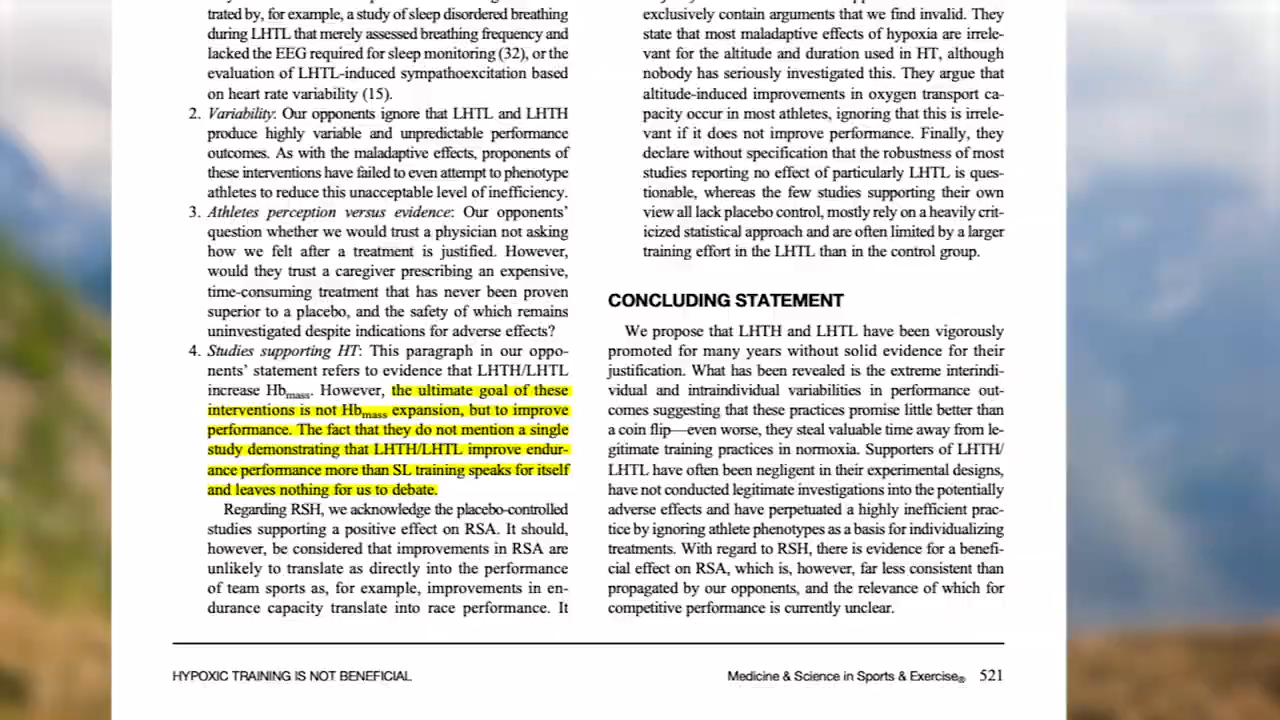 trated by, for example, a study of sleep disordered breathing
during LHTL that merely assessed breathing frequency and
lacked the EEG required for sleep monitoring (32), or the
evaluation of LHTL-induced sympathoexcitation based
on heart rate variability (15).
2. Variability: Our opponents ignore that LHTL and LHTH
produce highly variable and unpredictable performance
outcomes. As with the maladaptive effects, proponents of
these interventions have failed to even attempt to phenotype
athletes to reduce this unacceptable level of inefficiency.
3. Athletes perception versus evidence: Our opponents'
question whether we would trust a physician not asking
how we felt after a treatment is justified. However,
would they trust a caregiver prescribing an expensive,
time-consuming treatment that has never been proven
superior to a placebo, and the safety of which remains
uninvestigated despite indications for adverse effects?
4. Studies supporting HT: This paragraph in our oppo-
nents' statement refers to evidence that LHTH/LHTL
increase Hbmass. However, the ultimate goal of these
interventions is not Hbmass expansion, but to improve
performance. The fact that they do not mention a single
study demonstrating that LHTH/LHTL improve endur-
ance performance more than SL training speaks for itself
and leaves nothing for us to debate.
Regarding RSH, we acknowledge the placebo-controlled
studies supporting a positive effect on RSA. It should,
however, be considered that improvements in RSA are
unlikely to translate as directly into the performance
of team sports as, for example, improvements in en-
durance capacity translate into race performance. It
exclusively contain arguments that we find invalid. They
state that most maladaptive effects of hypoxia are irrele-
vant for the altitude and duration used in HT, although
nobody has seriously investigated this. They argue that
altitude-induced improvements in oxygen transport ca-
pacity occur in most athletes, ignoring that this is irrele-
vant if it does not improve performance. Finally, they
declare without specification that the robustness of most
studies reporting no effect of particularly LHTL is ques-
tionable, whereas the few studies supporting their own
view all lack placebo control, mostly rely on a heavily crit-
icized statistical approach and are often limited by a larger
training effort in the LHTL than in the control group.
CONCLUDING STATEMENT
We propose that LHTH and LHTL have been vigorously
promoted for many years without solid evidence for their
justification. What has been revealed is the extreme interindi-
vidual and intraindividual variabilities in performance out-
comes suggesting that these practices promise little better than
a coin flip—even worse, they steal valuable time away from le-
gitimate training practices in normoxia. Supporters of LHTH/
LHTL have often been negligent in their experimental designs,
have not conducted legitimate investigations into the potentially
adverse effects and have perpetuated a highly inefficient prac-
tice by ignoring athlete phenotypes as a basis for individualizing
treatments. With regard to RSH, there is evidence for a benefi-
cial effect on RSA, which is, however, far less consistent than
propagated by our opponents, and the relevance of which for
competitive performance is currently unclear.
HYPOXIC TRAINING IS NOT BENEFICIAL
Medicine & Science in Sports & Exercise® 521